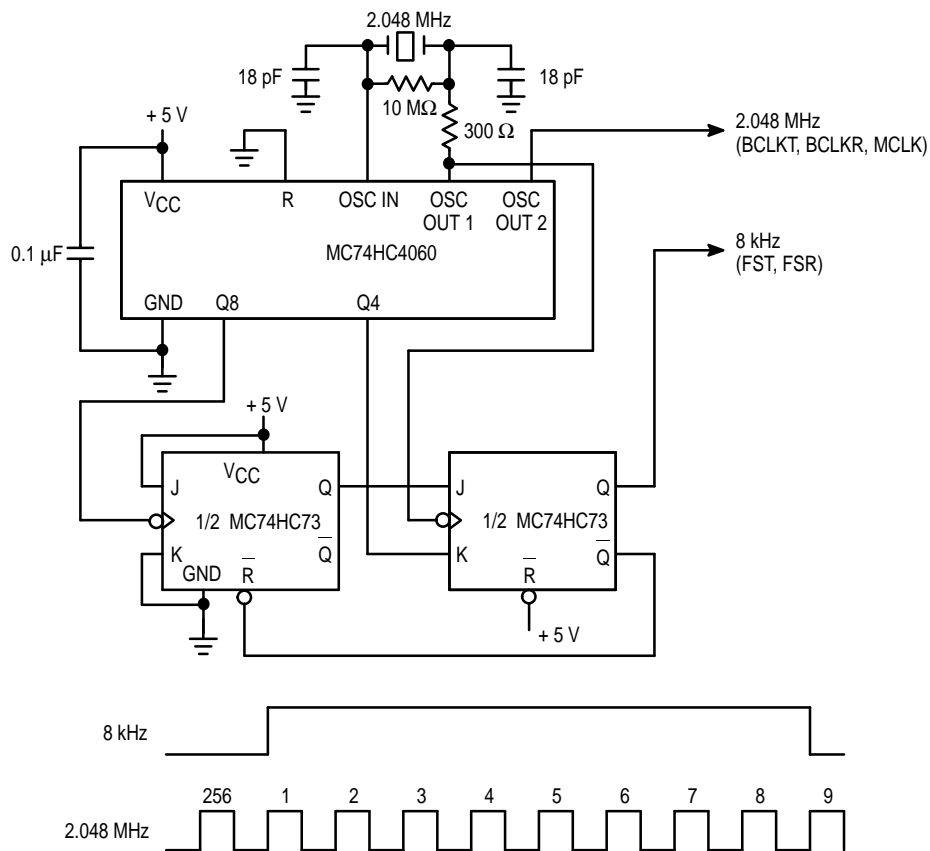 2.048 MHz
18 pF
18 pF
10 MΩ
300 Ω
+ 5 V
2.048 MHz
(BCLKT, BCLKR, MCLK)
VCC
R
OSC IN
OSC
OUT 1
OSC
OUT 2
MC74HC4060
0.1 µF
8 kHz
(FST, FSR)
GND
Q8
Q4
+ 5 V
VCC
J
Q
1/2 MC74HC73
K
Q
GND
R
J
Q
1/2 MC74HC73
K
Q
R
+ 5 V
8 kHz
256 1 2 3 4 5 6 7 8 9
2.048 MHz